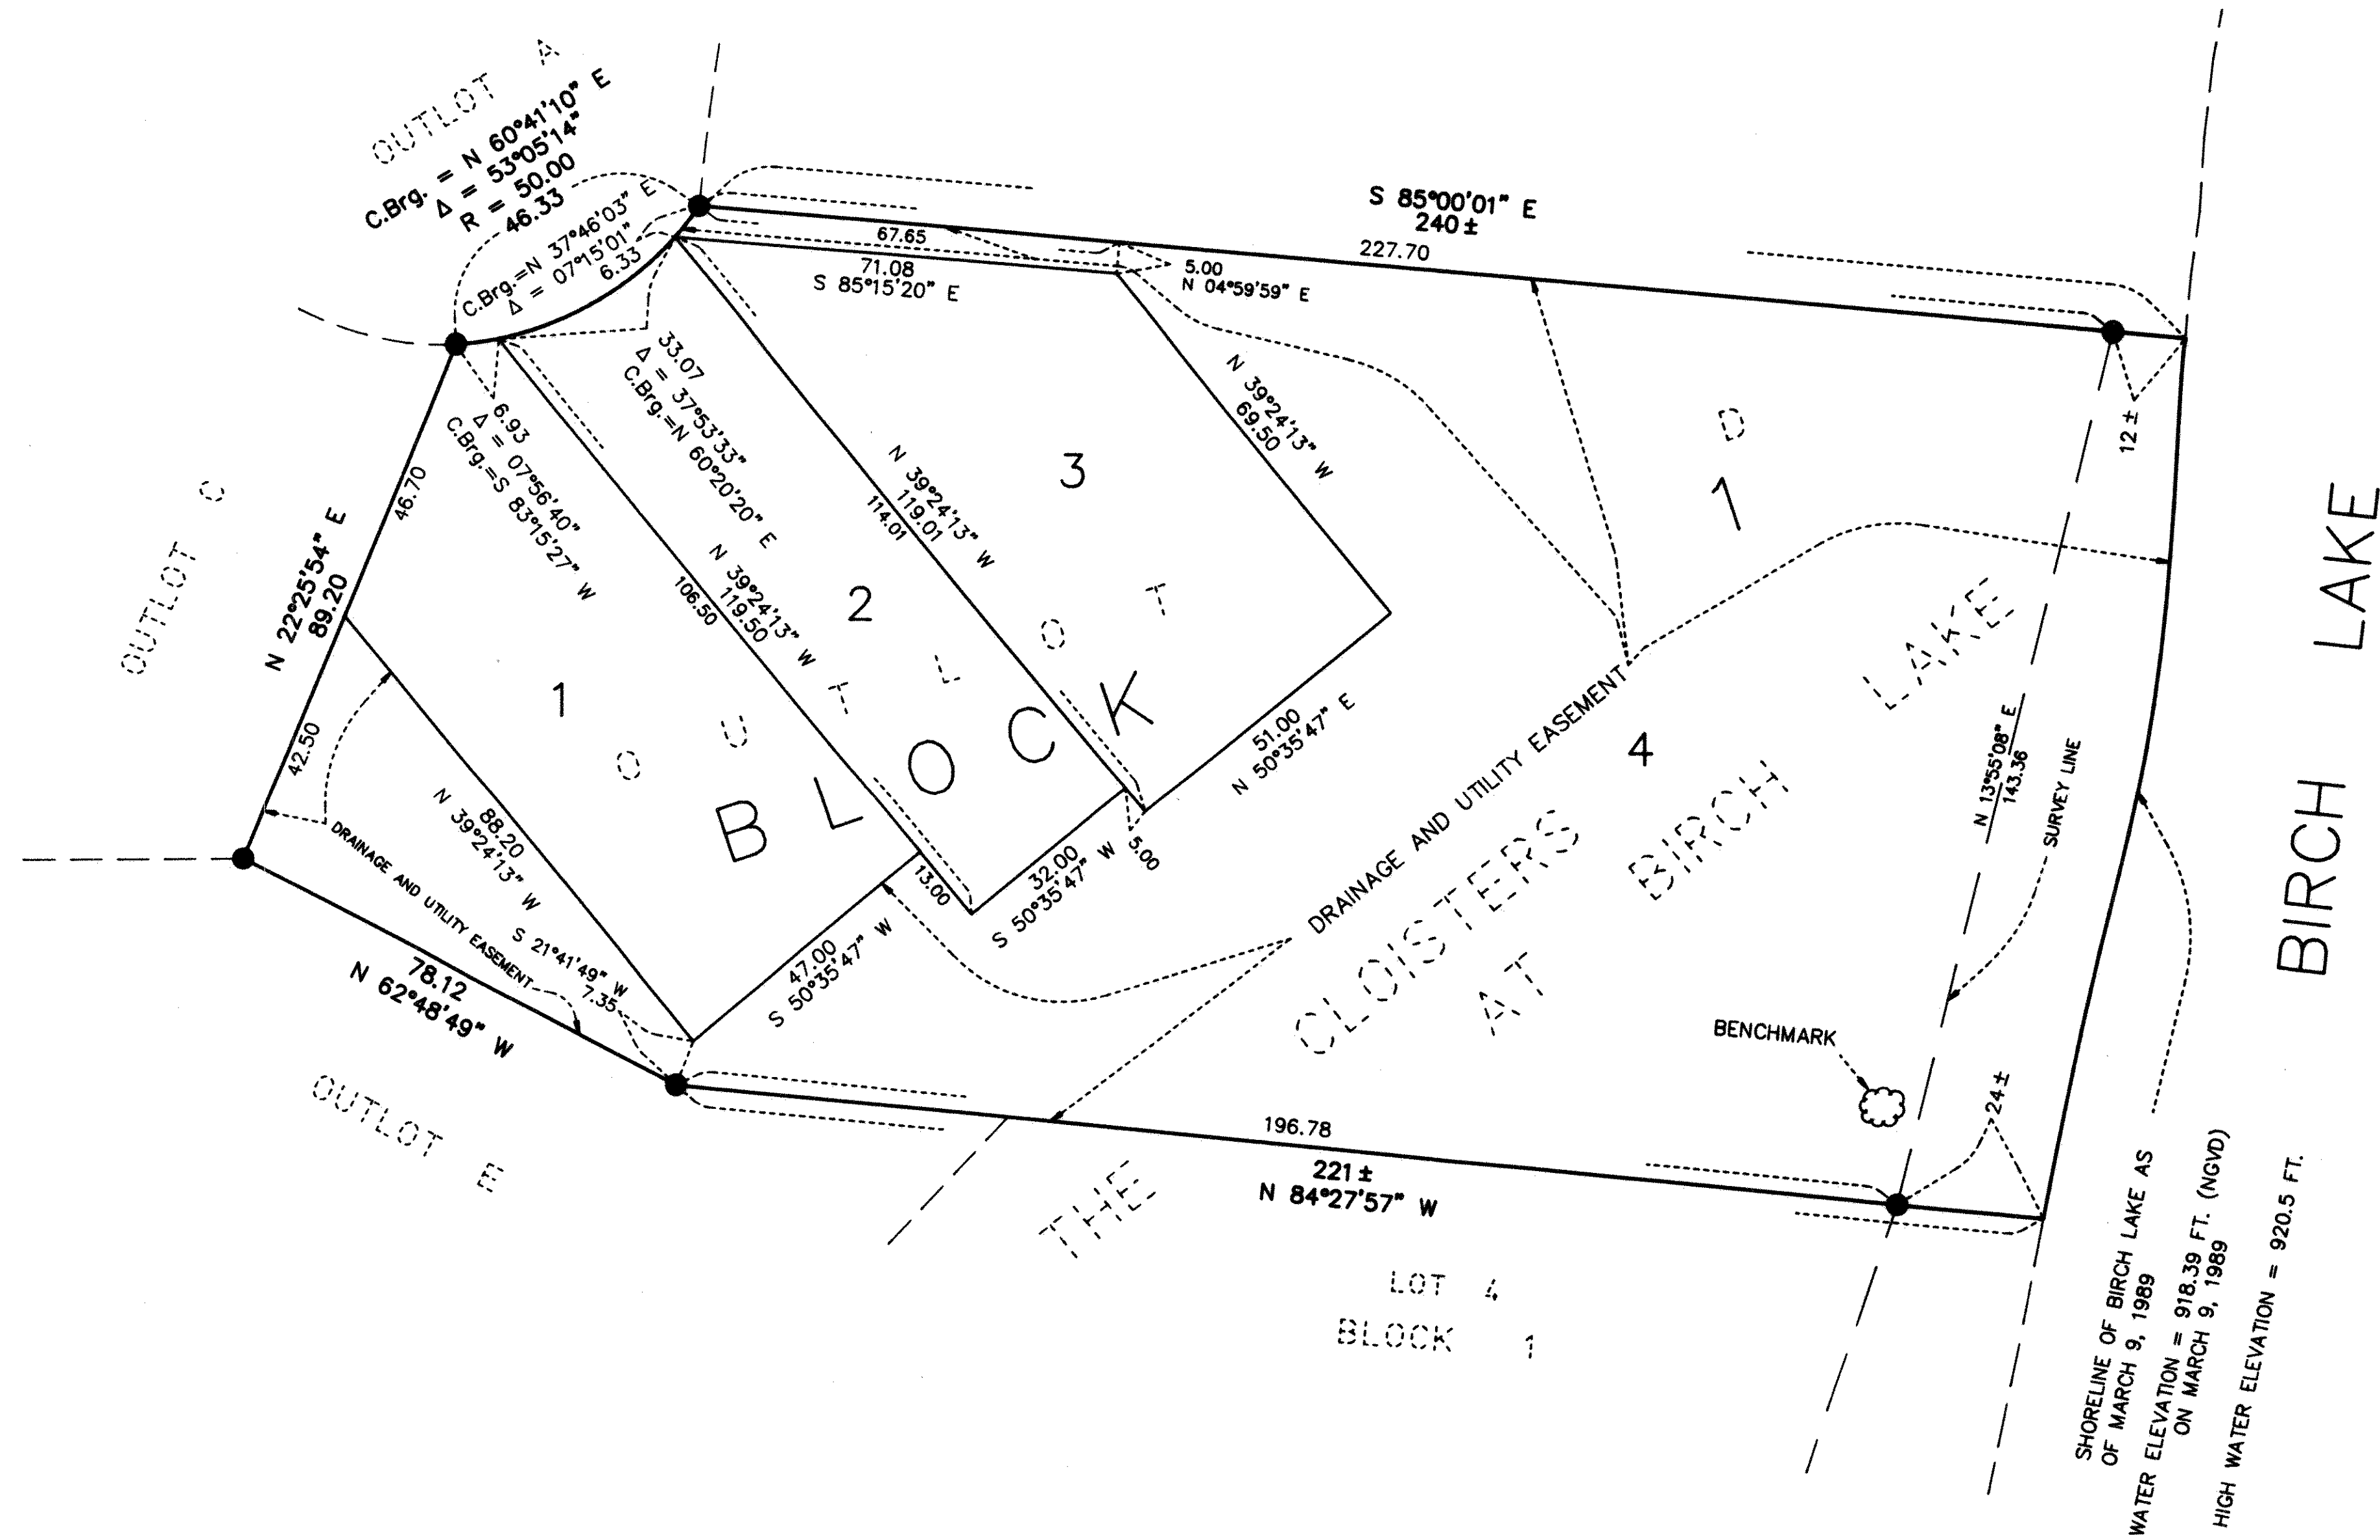 OUTLOT A
C.Brg. = N 60°41'10" E
Δ = 53°05'14"
R = 50.00
46.33
C.Brg.=N 37°46'03" E
Δ = 07°15'01"
6.33
S 85°00'01" E
240±
227.70
67.65
71.08
S 85°15'20" E
5.00
N 04°59'59" E
12±
33.07
Δ = 37°53'33"
C.Brg.=N 60°20'20" E
6.93
Δ = 07°56'40"
C.Brg.=S 83°15'27" W
N 39°24'13" W
69.50
3
N 39°24'13" W
119.01
114.01
OUTLOT C
46.70
N 22°25'54" E
89.20
42.50
N 39°24'13" W
119.50
106.50
2
1
OUTLOT D
BLOCK 1
4
51.00
N 50°35'47" E
32.00
S 50°35'47" W
5.00
13.00
47.00
S 50°35'47" W
88.20
N 39°24'13" W
DRAINAGE AND UTILITY EASEMENT
S 21°41'49" W
7.35
78.12
N 62°48'49" W
OUTLOT E
DRAINAGE AND UTILITY EASEMENT
THE
CLOISTERS
AT
BIRCH
LAKE
N 13°55'08" E
143.36
SURVEY LINE
BIRCH LAKE
BENCHMARK
24±
196.78
221±
N 84°27'57" W
LOT 4
BLOCK 1
SHORELINE OF BIRCH LAKE AS
OF MARCH 9, 1989
WATER ELEVATION = 918.39 FT. (NGVD)
ON MARCH 9, 1989
HIGH WATER ELEVATION = 920.5 FT.